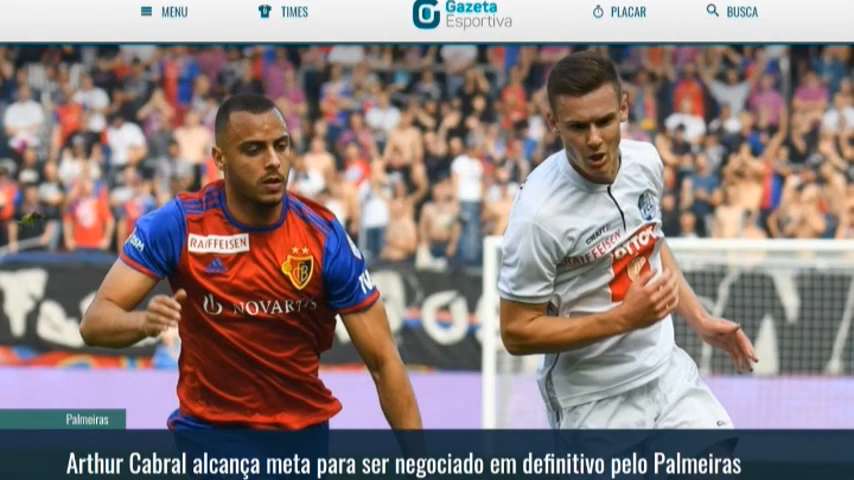 MENU
TIMES
Gazeta
Esportiva
PLACAR
BUSCA
RAIFFEISEN
NOVARTIS
RAIFFEISEN
Palmeiras
Arthur Cabral alcança meta para ser negociado em definitivo pelo Palmeiras